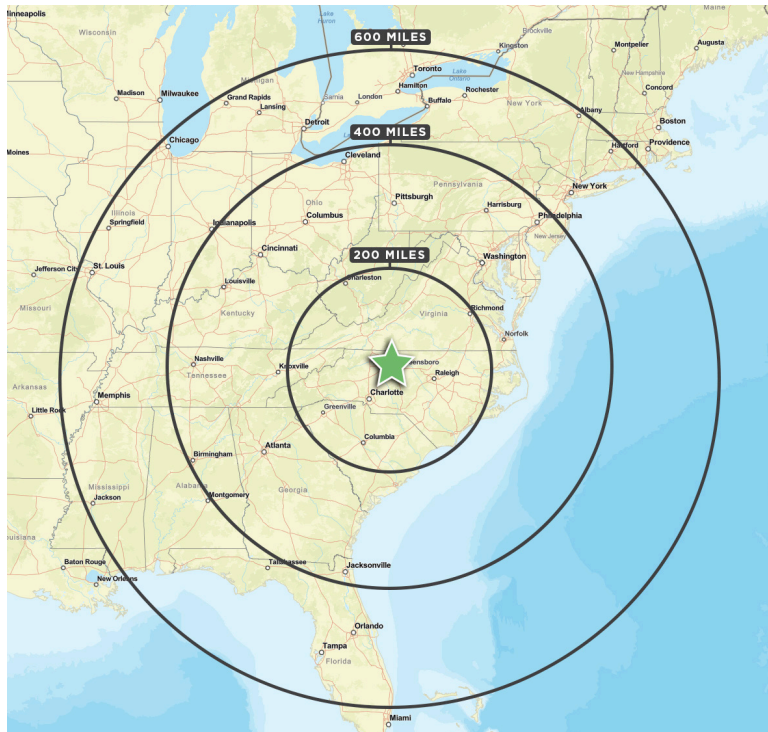 Minneapolis
Wisconsin
Lake
Huron
600 MILES
Kingston
Brockville
Montpelier
Maine
Augusta
Toronto
Lake
Ontario
New Hampshire
Madison
Milwaukee
Michigan
Grand Rapids
Lansing
Sarnia
London
Hamilton
Buffalo
Rochester
New York
Albany
Concord
Detroit
Boston
Moines
Chicago
400 MILES
Cleveland
Hartford
Providence
Pennsylvania
New York
Illinois
Springfield
Indianapolis
Ohio
Columbus
Pittsburgh
Harrisburg
Philadelphia
New Jersey
Cincinnati
200 MILES
Washington
Jefferson City
St. Louis
Louisville
Charleston
Missouri
Kentucky
Virginia
Richmond
Norfolk
Nashville
Tennessee
Knoxville
ensboro
Raleigh
Arkansas
Memphis
Charlotte
Little Rock
Greenville
Birmingham
Atlanta
Columbia
Mississippi
Alabama
Georgia
Jackson
Montgomery
ouisiana
Baton Rouge
New Orleans
Tallahassee
Jacksonville
Orlando
Tampa
Florida
Miami